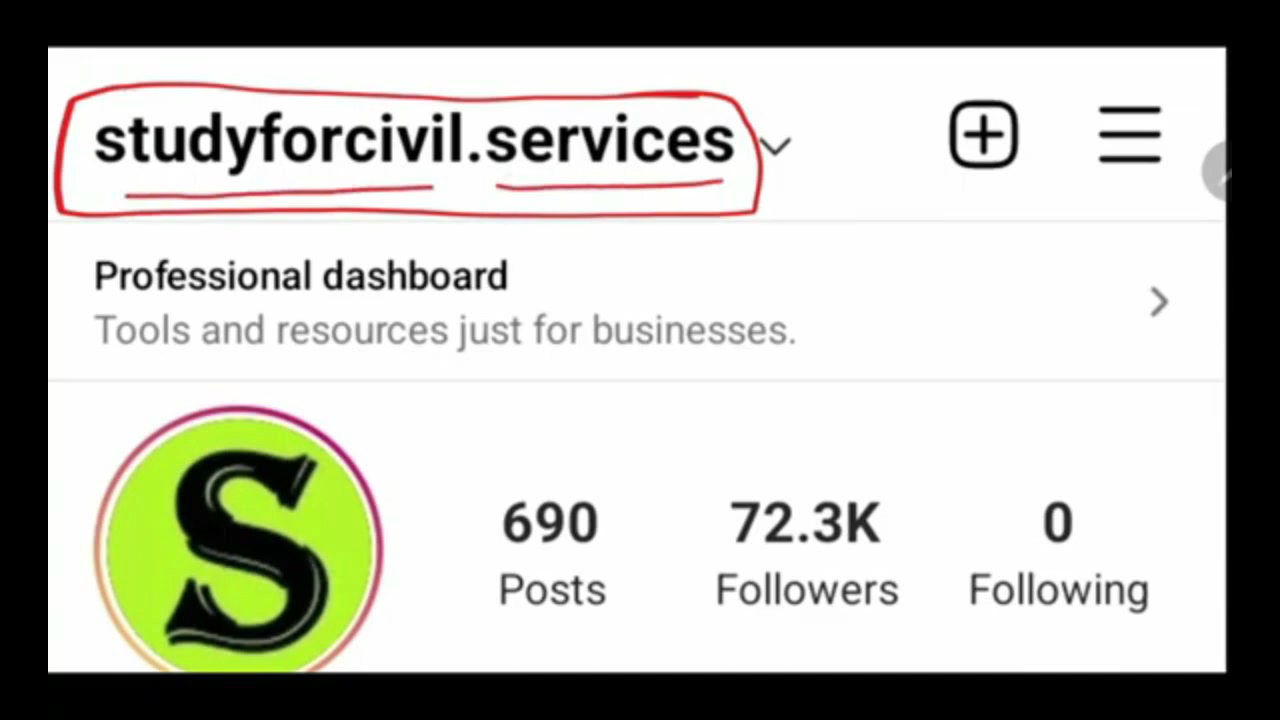 studyforcivil.services
Professional dashboard
Tools and resources just for businesses.
S
690 72.3K 0
Posts Followers Following